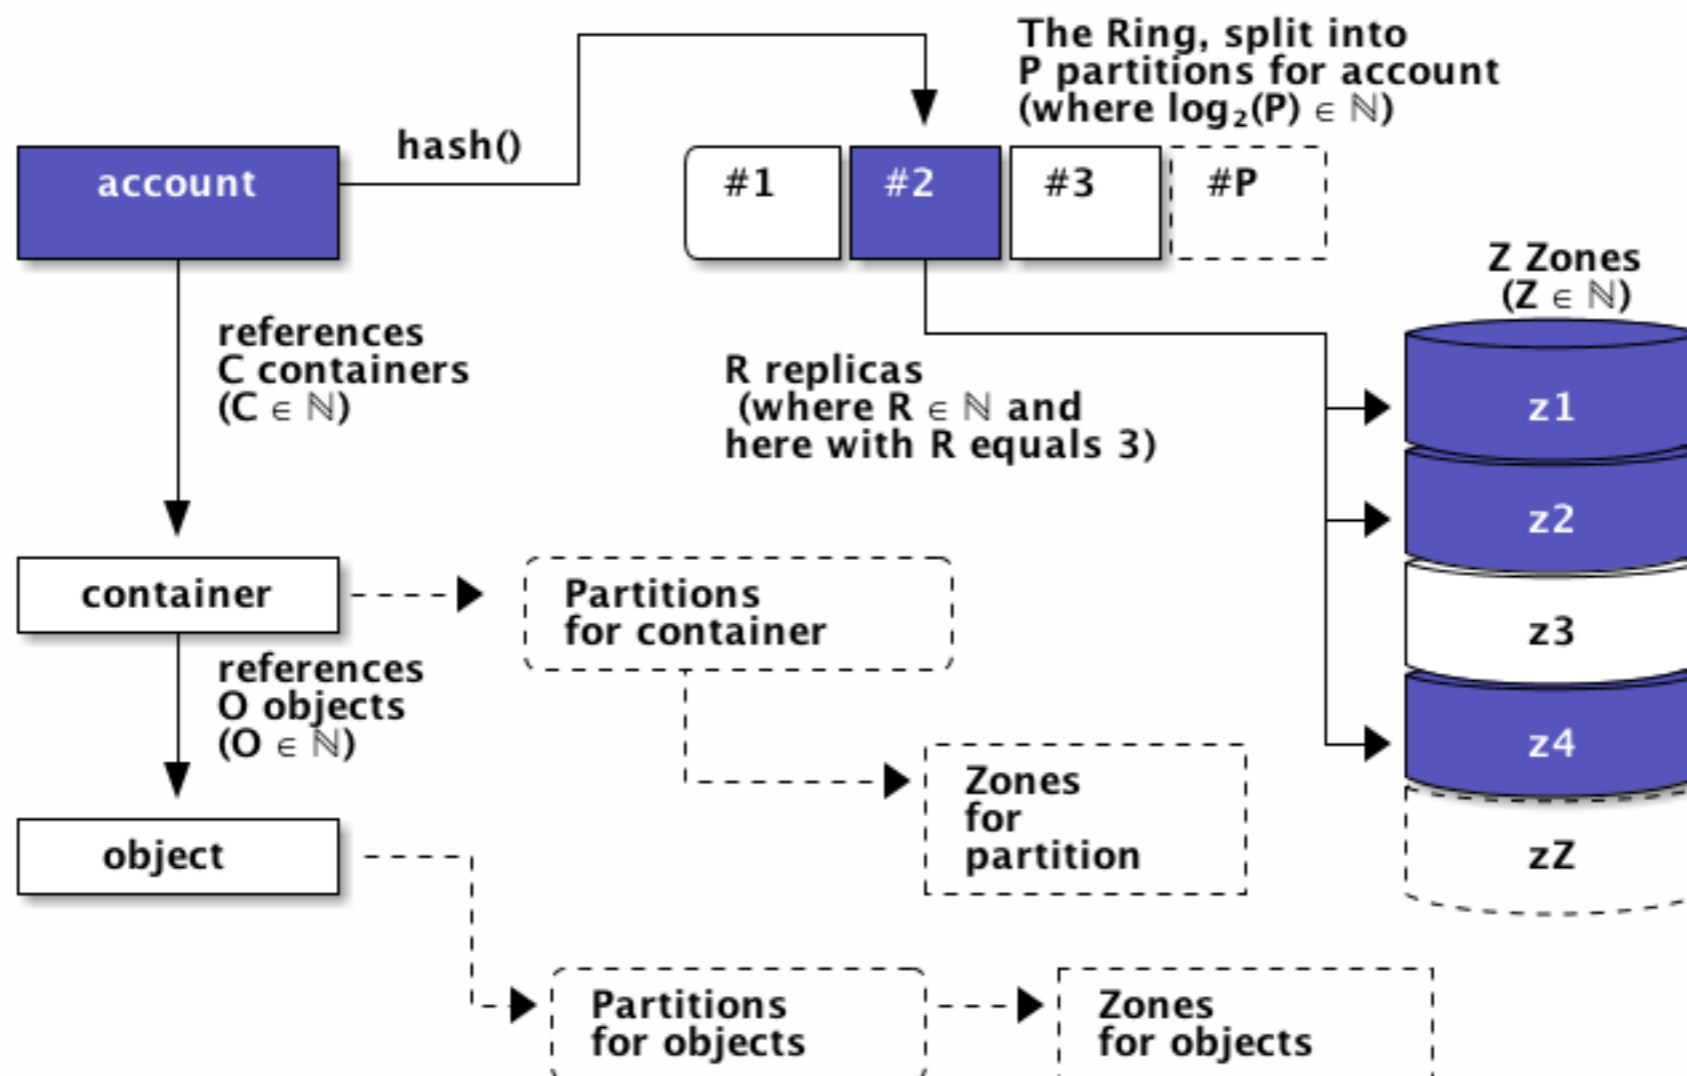 The Ring, split into
P partitions for account
(where log₂(P) ∈ ℕ)
hash()
account
#1
#2
#3
#P
Z Zones
(Z ∈ ℕ)
references
C containers
(C ∈ ℕ)
R replicas
(where R ∈ ℕ and
here with R equals 3)
z1
z2
z3
z4
zZ
container
Partitions
for container
references
O objects
(O ∈ ℕ)
Zones
for
partition
object
Partitions
for objects
Zones
for objects